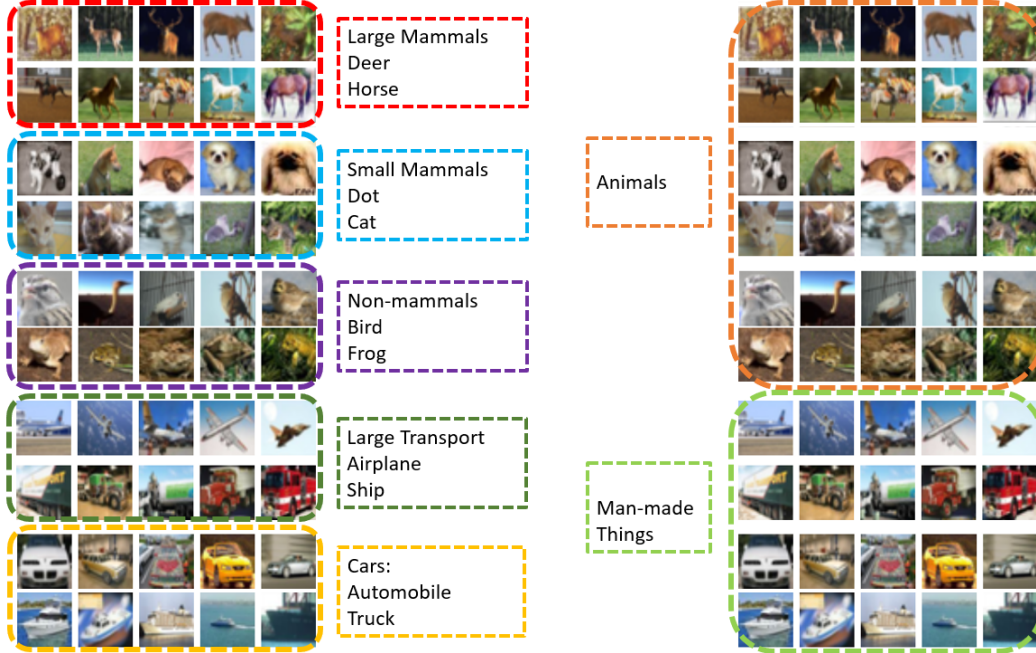 Large Mammals
Deer
Horse
Small Mammals
Dot
Cat
Animals
Non-mammals
Bird
Frog
Large Transport
Airplane
Ship
Man-made
Things
Cars:
Automobile
Truck